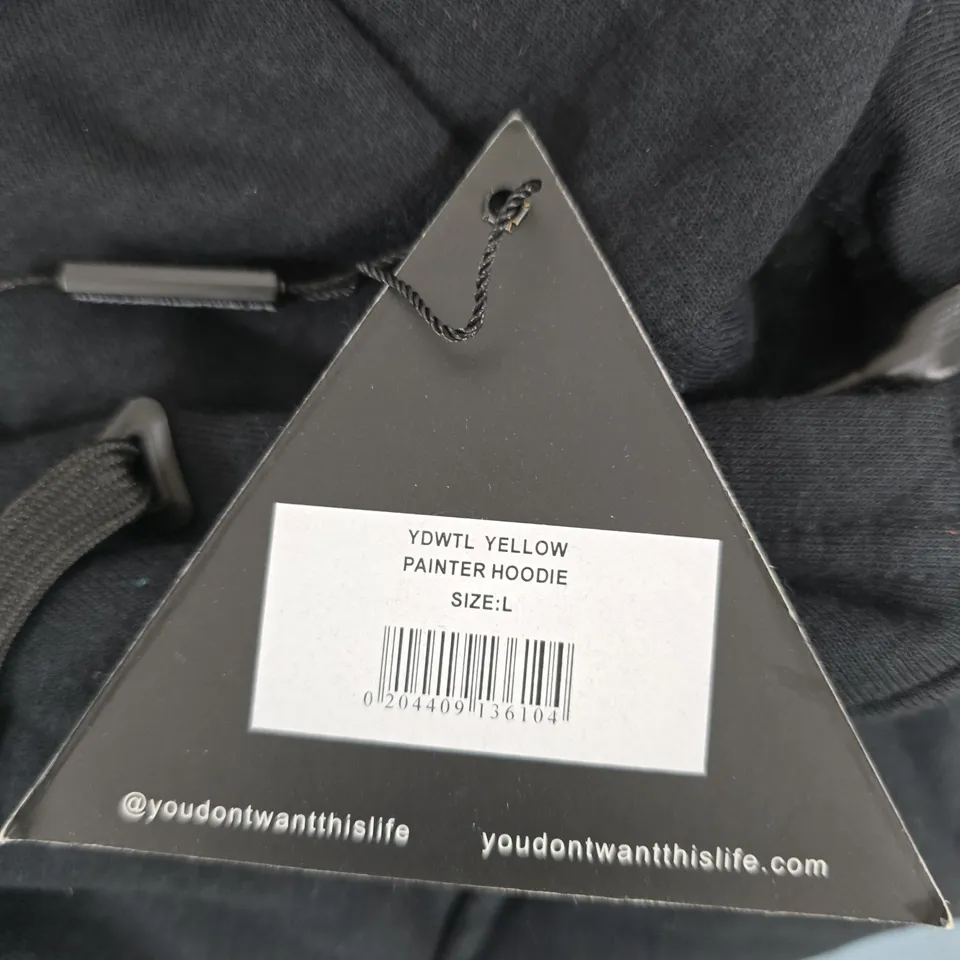 YDWTL YELLOW
PAINTER HOODIE
SIZE:L
0 204409 136104
@youdontwantthislife
youdontwantthislife.com